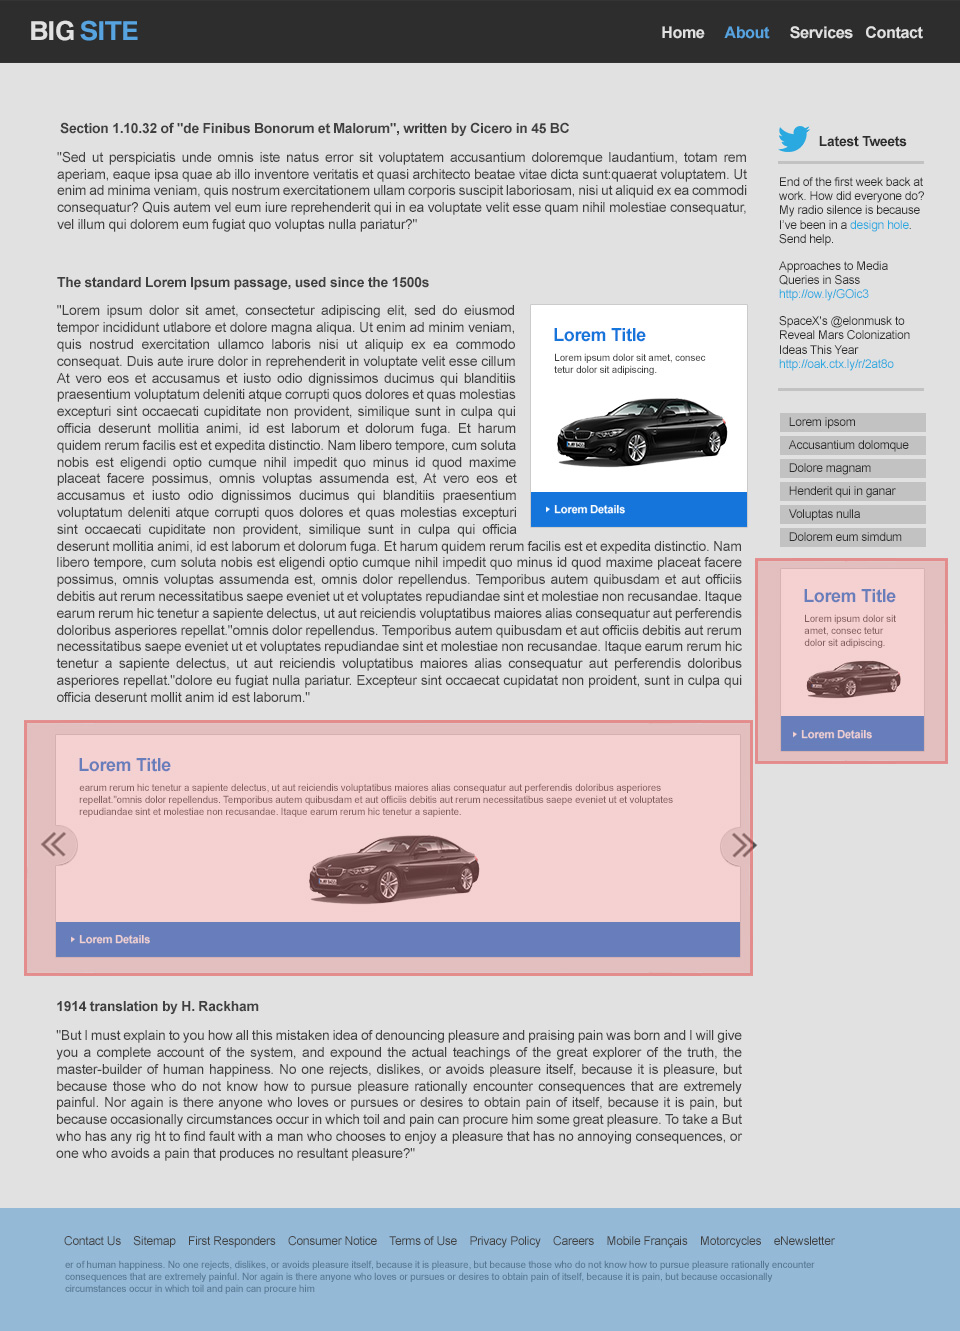 BIG SITE
Home About Services Contact
Section 1.10.32 of "de Finibus Bonorum et Malorum", written by Cicero in 45 BC
"Sed ut perspiciatis unde omnis iste natus error sit voluptatem accusantium doloremque laudantium, totam rem
aperiam, eaque ipsa quae ab illo inventore veritatis et quasi architecto beatae vitae dicta sunt:quaerat voluptatem. Ut
enim ad minima veniam, quis nostrum exercitationem ullam corporis suscipit laboriosam, nisi ut aliquid ex ea commodi
consequatur? Quis autem vel eum iure reprehenderit qui in ea voluptate velit esse quam nihil molestiae consequatur,
vel illum qui dolorem eum fugiat quo voluptas nulla pariatur?"
The standard Lorem Ipsum passage, used since the 1500s
"Lorem ipsum dolor sit amet, consectetur adipiscing elit, sed do eiusmod
tempor incididunt utlabore et dolore magna aliqua. Ut enim ad minim veniam,
quis nostrud exercitation ullamco laboris nisi ut aliquip ex ea commodo
consequat. Duis aute irure dolor in reprehenderit in voluptate velit esse cillum
At vero eos et accusamus et iusto odio dignissimos ducimus qui blanditiis
praesentium voluptatum deleniti atque corrupti quos dolores et quas molestias
excepturi sint occaecati cupiditate non provident, similique sunt in culpa qui
officia deserunt mollitia animi, id est laborum et dolorum fuga. Et harum
quidem rerum facilis est et expedita distinctio. Nam libero tempore, cum soluta
nobis est eligendi optio cumque nihil impedit quo minus id quod maxime
placeat facere possimus, omnis voluptas assumenda est, At vero eos et
accusamus et iusto odio dignissimos ducimus qui blanditiis praesentium
voluptatum deleniti atque corrupti quos dolores et quas molestias excepturi
sint occaecati cupiditate non provident, similique sunt in culpa qui officia
deserunt mollitia animi, id est laborum et dolorum fuga. Et harum quidem rerum facilis est et expedita distinctio. Nam
libero tempore, cum soluta nobis est eligendi optio cumque nihil impedit quo minus id quod maxime placeat facere
possimus, omnis voluptas assumenda est, omnis dolor repellendus. Temporibus autem quibusdam et aut officiis
debitis aut rerum necessitatibus saepe eveniet ut et voluptates repudiandae sint et molestiae non recusandae. Itaque
earum rerum hic tenetur a sapiente delectus, ut aut reiciendis voluptatibus maiores alias consequatur aut perferendis
doloribus asperiores repellat."omnis dolor repellendus. Temporibus autem quibusdam et aut officiis debitis aut rerum
necessitatibus saepe eveniet ut et voluptates repudiandae sint et molestiae non recusandae. Itaque earum rerum hic
tenetur a sapiente delectus, ut aut reiciendis voluptatibus maiores alias consequatur aut perferendis doloribus
asperiores repellat."dolore eu fugiat nulla pariatur. Excepteur sint occaecat cupidatat non proident, sunt in culpa qui
officia deserunt mollit anim id est laborum."
Lorem Title
Lorem ipsum dolor sit amet, consec
tetur dolor sit adipiscing.
Lorem Details
Lorem Title
earum rerum hic tenetur a sapiente delectus, ut aut reiciendis voluptatibus maiores alias consequatur aut perferendis doloribus asperiores
repellat."omnis dolor repellendus. Temporibus autem quibusdam et aut officiis debitis aut rerum necessitatibus saepe eveniet ut et voluptates
repudiandae sint et molestiae non recusandae. Itaque earum rerum hic tenetur a sapiente.
Lorem Details
1914 translation by H. Rackham
"But I must explain to you how all this mistaken idea of denouncing pleasure and praising pain was born and I will give
you a complete account of the system, and expound the actual teachings of the great explorer of the truth, the
master-builder of human happiness. No one rejects, dislikes, or avoids pleasure itself, because it is pleasure, but
because those who do not know how to pursue pleasure rationally encounter consequences that are extremely
painful. Nor again is there anyone who loves or pursues or desires to obtain pain of itself, because it is pain, but
because occasionally circumstances occur in which toil and pain can procure him some great pleasure. To take a But
who has any rig ht to find fault with a man who chooses to enjoy a pleasure that has no annoying consequences, or
one who avoids a pain that produces no resultant pleasure?"
Latest Tweets
End of the first week back at
work. How did everyone do?
My radio silence is because
I've been in a design hole.
Send help.
Approaches to Media
Queries in Sass
http://ow.ly/GOic3
SpaceX's @elonmusk to
Reveal Mars Colonization
Ideas This Year
http://oak.ctx.ly/r/2at8o
Lorem ipsom
Accusantium dolomque
Dolore magnam
Henderit qui in ganar
Voluptas nulla
Dolorem eum simdum
Lorem Title
Lorem ipsum dolor sit
amet, consec tetur
dolor sit adipiscing.
Lorem Details
Contact Us Sitemap First Responders Consumer Notice Terms of Use Privacy Policy Careers Mobile Français Motorcycles eNewsletter
er of human happiness. No one rejects, dislikes, or avoids pleasure itself, because it is pleasure, but because those who do not know how to pursue pleasure rationally encounter
consequences that are extremely painful. Nor again is there anyone who loves or pursues or desires to obtain pain of itself, because it is pain, but because occasionally
circumstances occur in which toil and pain can procure him